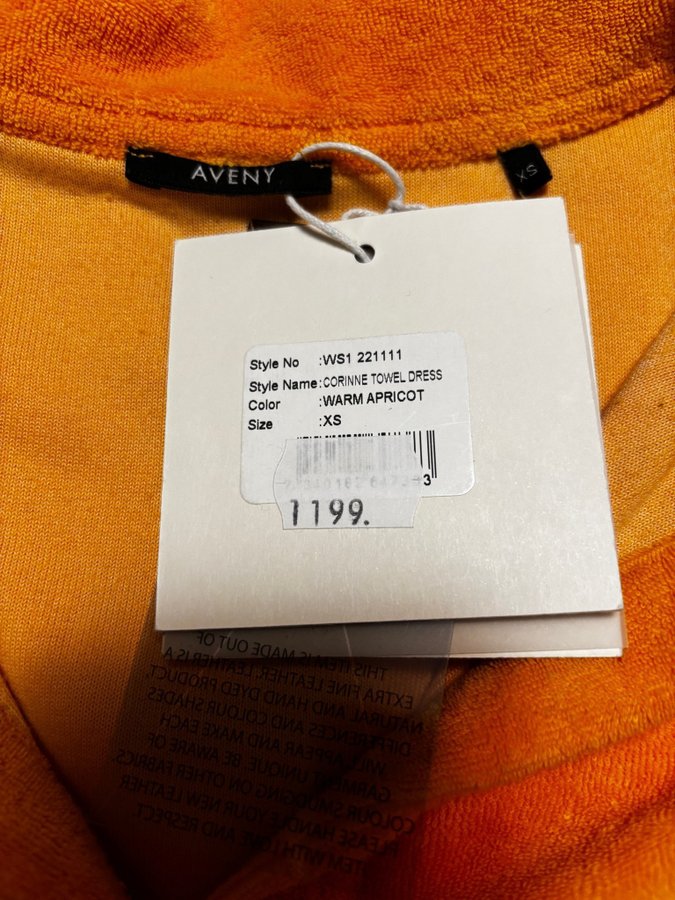 AVENY
XS
Style No :WS1 221111
Style Name:CORINNE TOWEL DRESS
Color :WARM APRICOT
Size :XS
3
1199.
THIS ITEM IS MADE OUT OF
EXTRA FINE LEATHER. LEATHER IS A
NATURAL AND HAND DYED PRODUCT.
DIFFERENCES AND COLOUR SHADES
WILL APPEAR AND MAKE EACH
GARMENT UNIQUE. BE AWARE OF
COLOUR SMUDGING ON OTHER FABRICS
PLEASE HANDLE YOUR NEW LEATHER
ITEM WITH LOVE AND RESPECT.